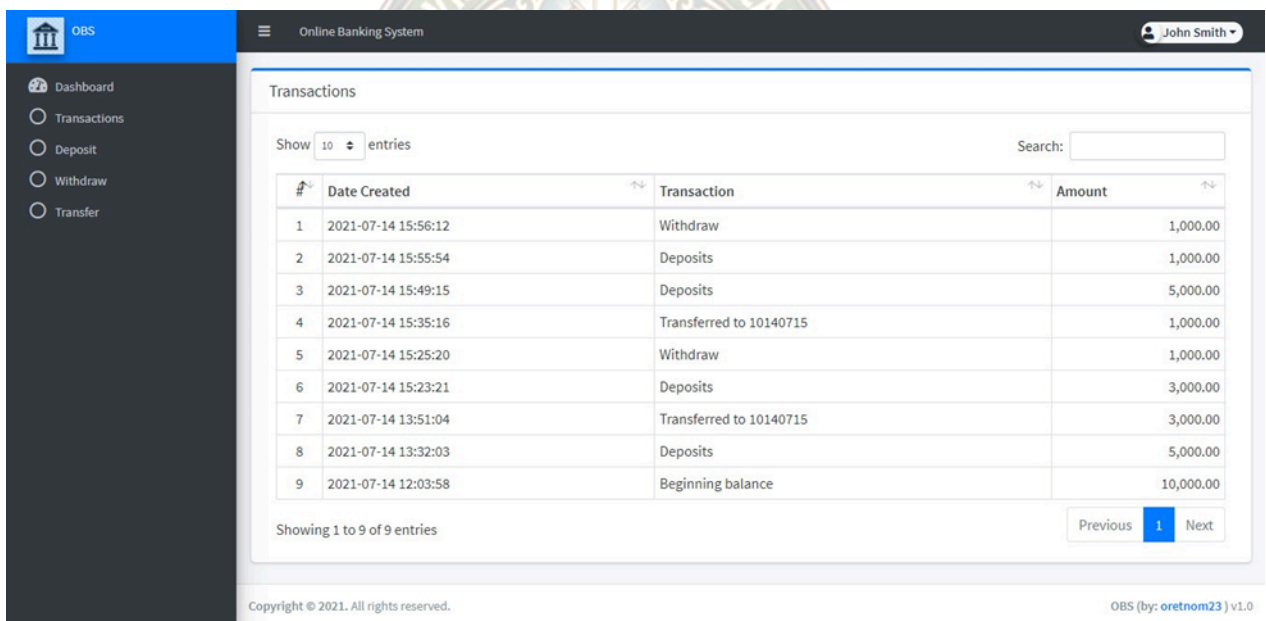 OBS
Online Banking System
John Smith
Dashboard
Transactions
Deposit
Withdraw
Transfer
Transactions
Show 10 entries
Search:
# Date Created Transaction Amount
1 2021-07-14 15:56:12 Withdraw 1,000.00
2 2021-07-14 15:55:54 Deposits 1,000.00
3 2021-07-14 15:49:15 Deposits 5,000.00
4 2021-07-14 15:35:16 Transferred to 10140715 1,000.00
5 2021-07-14 15:25:20 Withdraw 1,000.00
6 2021-07-14 15:23:21 Deposits 3,000.00
7 2021-07-14 13:51:04 Transferred to 10140715 3,000.00
8 2021-07-14 13:32:03 Deposits 5,000.00
9 2021-07-14 12:03:58 Beginning balance 10,000.00
Showing 1 to 9 of 9 entries
Previous 1 Next
Copyright © 2021. All rights reserved.
OBS (by: oretnom23 ) v1.0